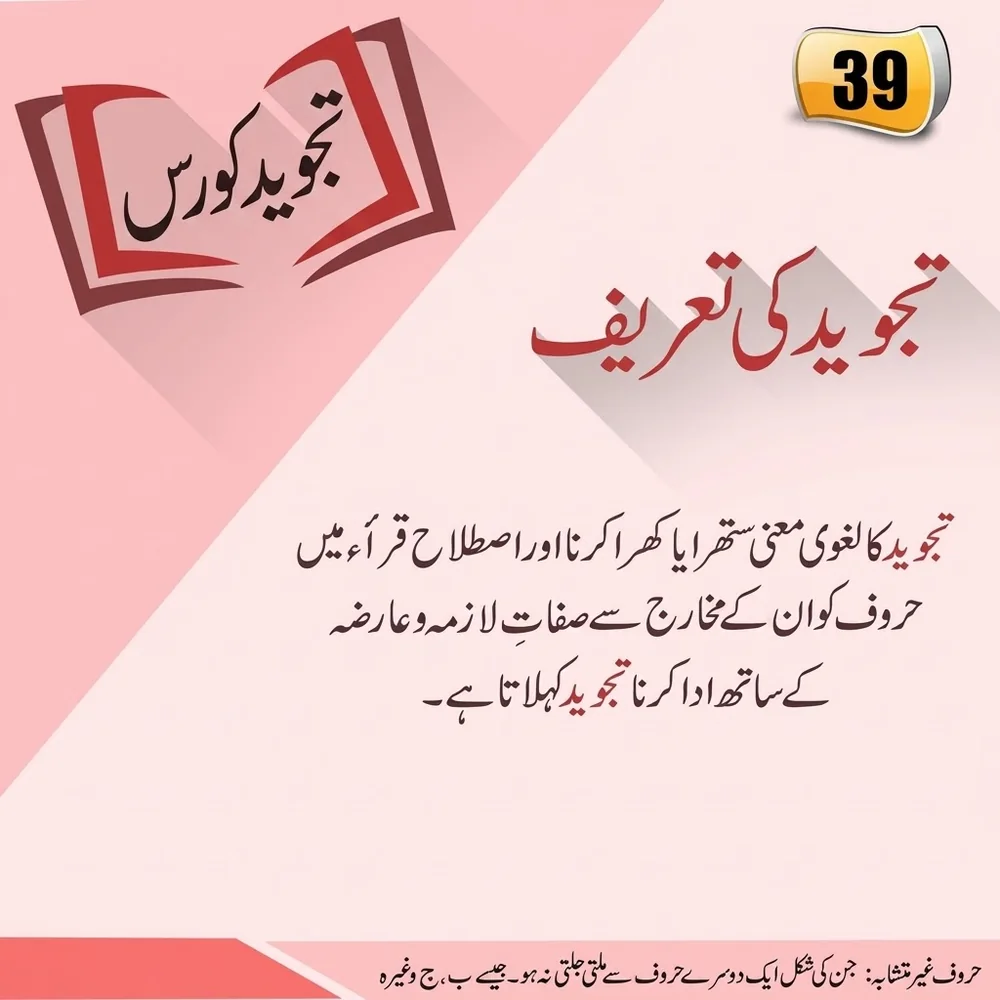 39
تجوید کورس
تجوید کی تعریف
تجوید کا لغوی معنی ستھرا یا کھرا کرنا اور اصطلاح قرأء میں
حروف کو ان کے مخارج سے صفاتِ لازمہ و عارضہ
کے ساتھ ادا کرنا تجوید کہلاتا ہے۔
حروف غیر متشابہ: جن کی شکل ایک دوسرے حروف سے ملتی جلتی نہ ہو۔ جیسے ب، ج وغیرہ